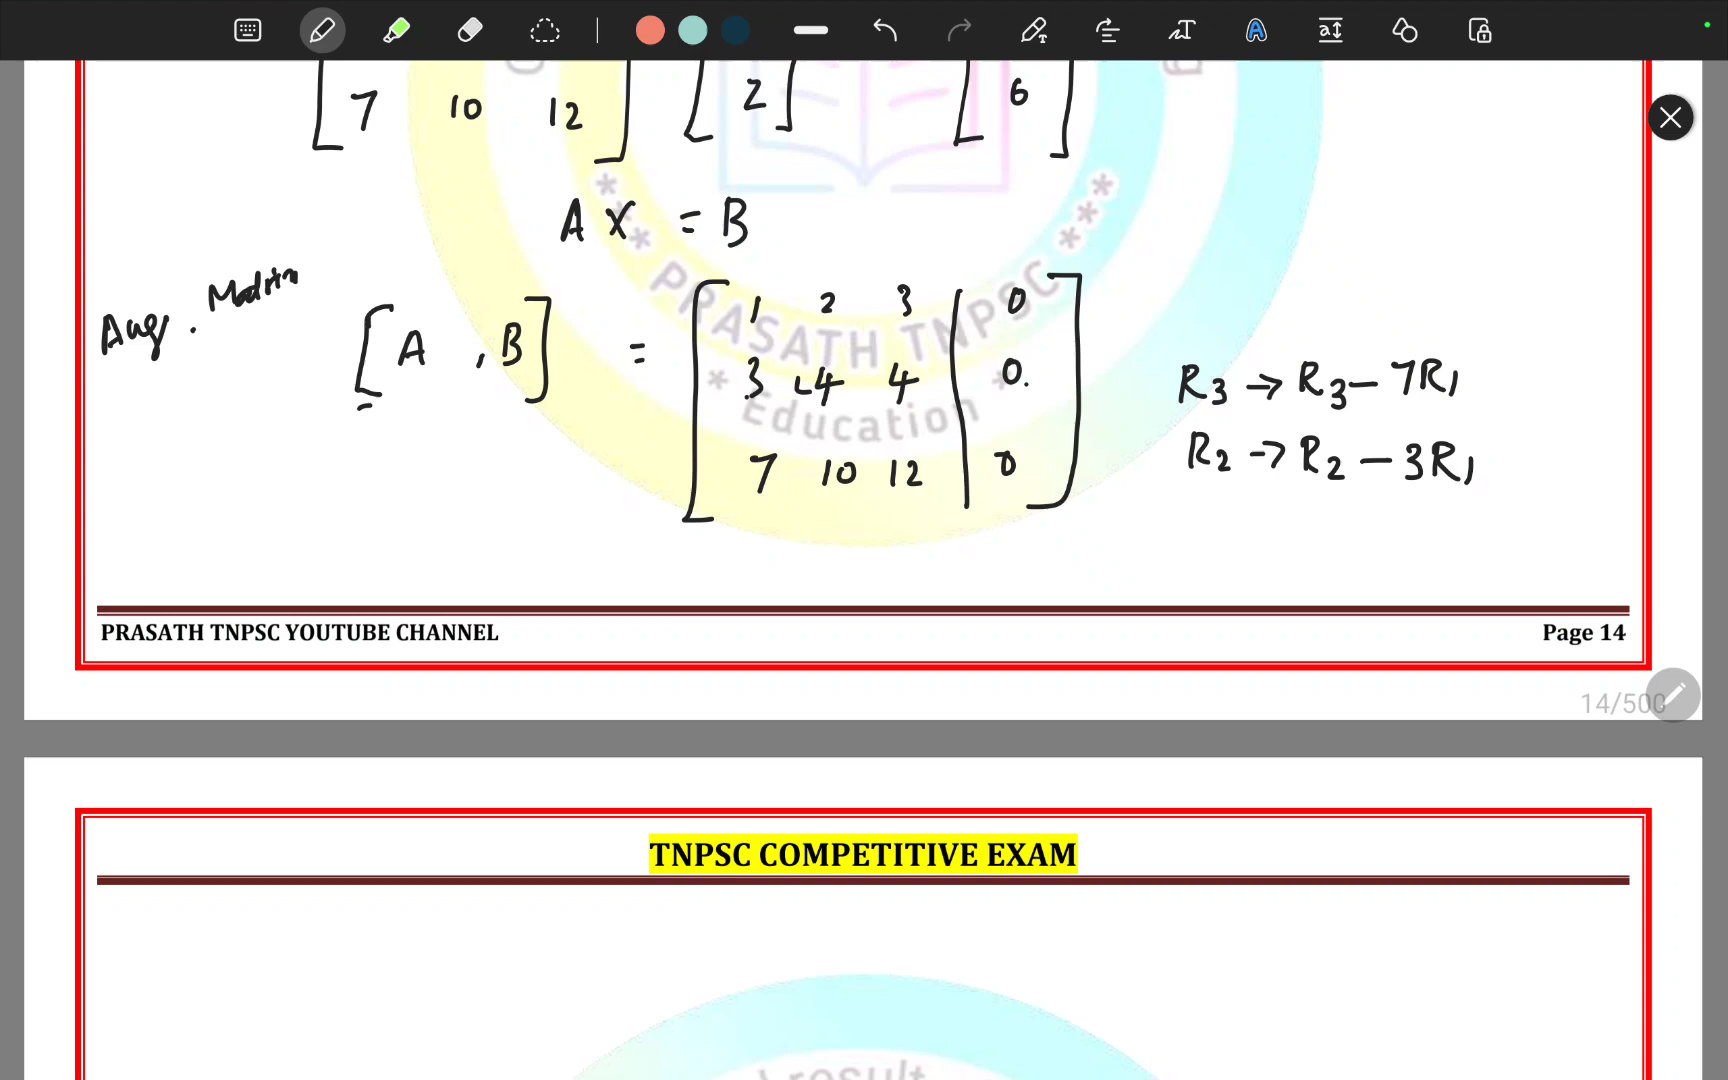 7 10 12 2 6
A X = B
Aug. Matrix
[A , B] = 1 2 3 | 0
3 4 4 | 0
7 10 12 | 0
R3 → R3 – 7R1
R2 → R2 – 3R1
** PRASATH TNPSC ***
* Education *
PRASATH TNPSC YOUTUBE CHANNEL
Page 14
14/500
TNPSC COMPETITIVE EXAM
result